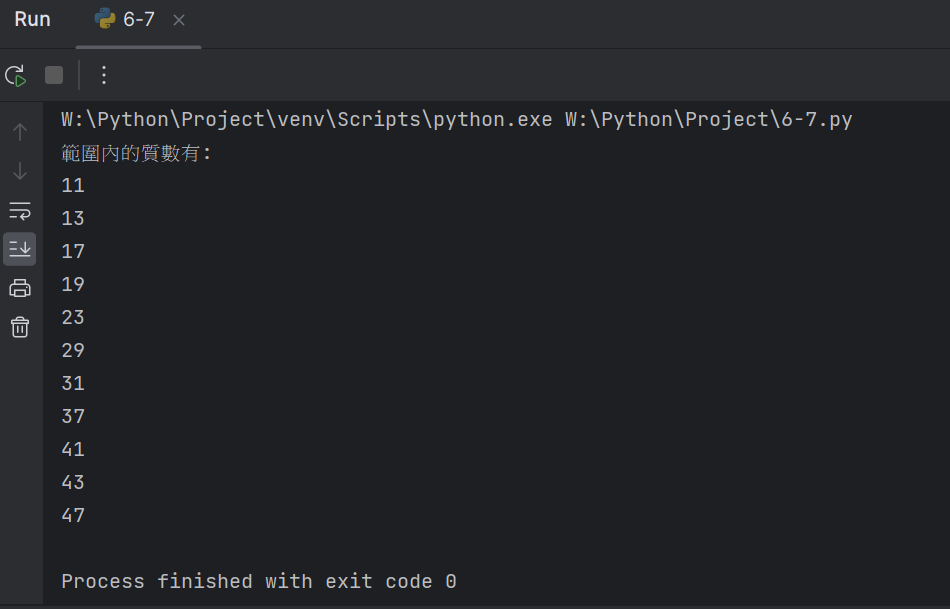 Run 6-7
W:\Python\Project\venv\Scripts\python.exe W:\Python\Project\6-7.py
範圍內的質數有:
11
13
17
19
23
29
31
37
41
43
47
Process finished with exit code 0